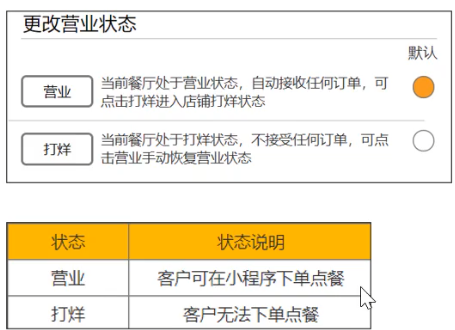 更改营业状态
默认
营业
当前餐厅处于营业状态，自动接收任何订单，可
点击打烊进入店铺打烊状态
打烊
当前餐厅处于打烊状态，不接受任何订单，可点
击营业手动恢复营业状态
状态 状态说明
营业 客户可在小程序下单点餐
打烊 客户无法下单点餐